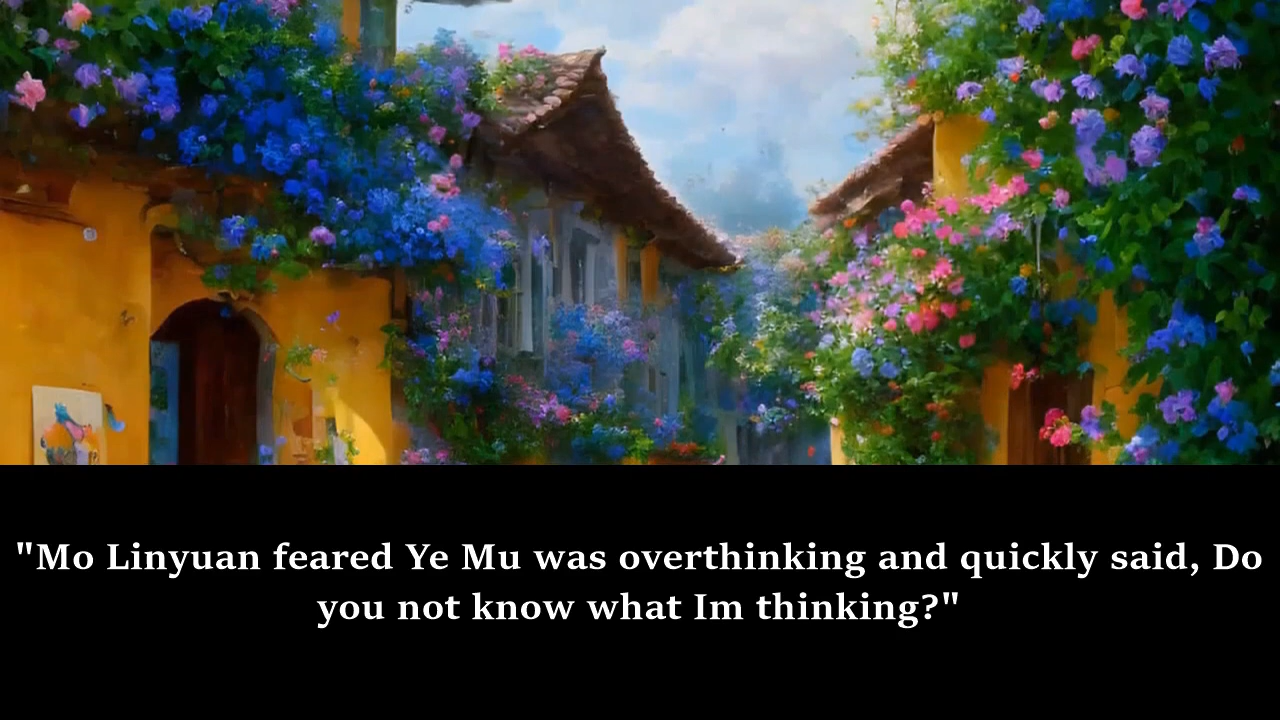 "Mo Linyuan feared Ye Mu was overthinking and quickly said, Do
you not know what Im thinking?"